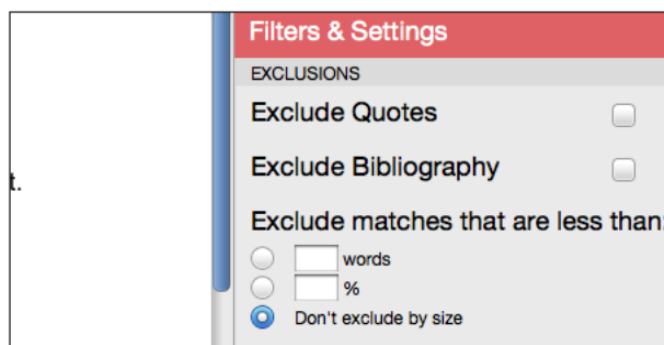 Filters & Settings
EXCLUSIONS
Exclude Quotes
Exclude Bibliography
t.
Exclude matches that are less than:
words
%
Don't exclude by size